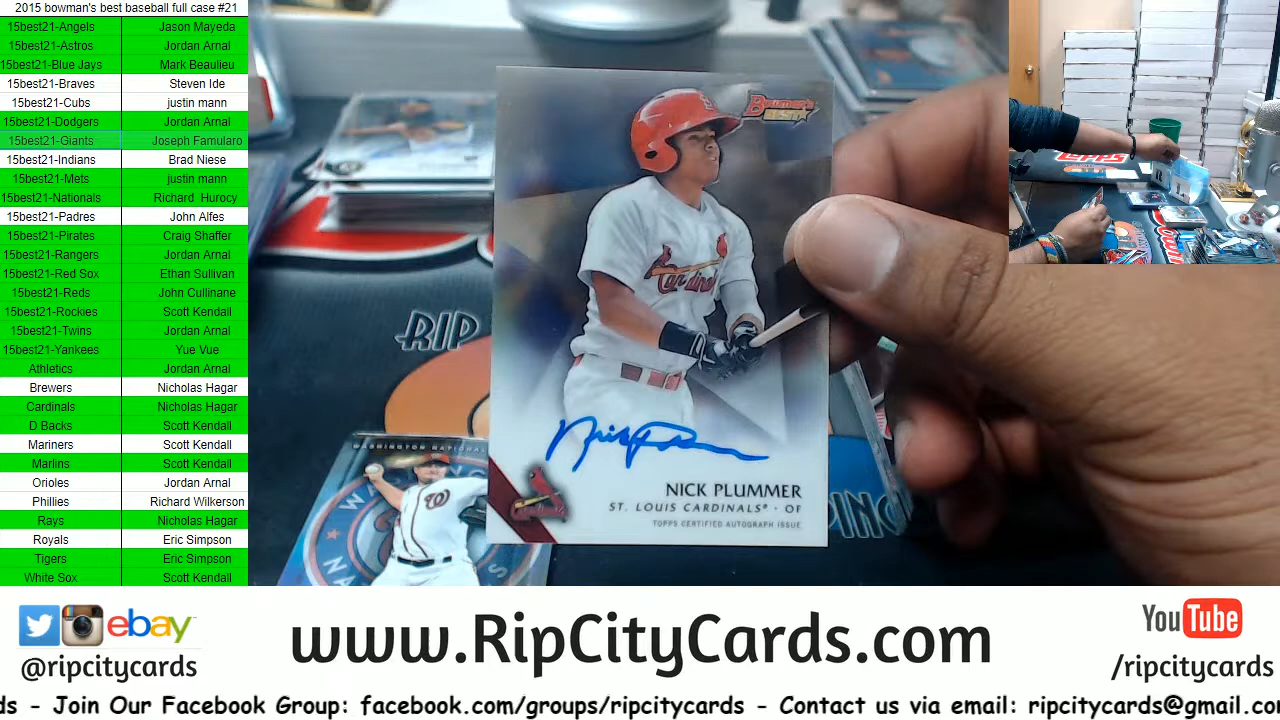 2015 bowman's best baseball full case #21
15best21-Angels Jason Mayeda
15best21-Astros Jordan Arnal
15best21-Blue Jays Mark Beaulieu
15best21-Braves Steven Ide
15best21-Cubs justin mann
15best21-Dodgers Jordan Arnal
15best21-Giants Joseph Famularo
15best21-Indians Brad Niese
15best21-Mets justin mann
15best21-Nationals Richard Hurocy
15best21-Padres John Alfes
15best21-Pirates Craig Shaffer
15best21-Rangers Jordan Arnal
15best21-Red Sox Ethan Sullivan
15best21-Reds John Cullinane
15best21-Rockies Scott Kendall
15best21-Twins Jordan Arnal
15best21-Yankees Yue Vue
Athletics Jordan Arnal
Brewers Nicholas Hagar
Cardinals Nicholas Hagar
D Backs Scott Kendall
Mariners Scott Kendall
Marlins Scott Kendall
Orioles Jordan Arnal
Phillies Richard Wilkerson
Rays Nicholas Hagar
Royals Eric Simpson
Tigers Eric Simpson
White Sox Scott Kendall
Bowman's
BEST
Cardinals
NICK PLUMMER
ST. LOUIS CARDINALS® · OF
TOPPS CERTIFIED AUTOGRAPH ISSUE
RIP
PING
WASHINGTON NATIONAL
W
Topps
ebay
@ripcitycards
www.RipCityCards.com
YouTube
/ripcitycards
ds - Join Our Facebook Group: facebook.com/groups/ripcitycards - Contact us via email: ripcitycards@gmail.co